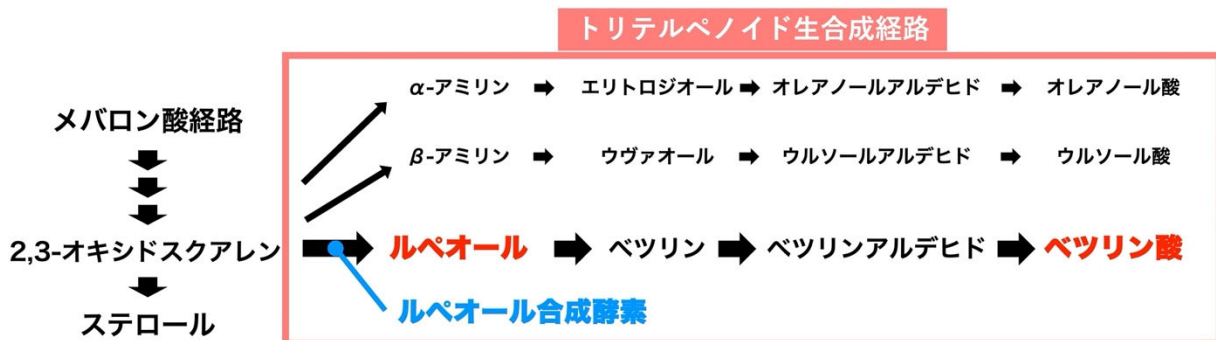 トリテルペノイド生合成経路
α-アミリン エリトロジオール オレアノールアルデヒド オレアノール酸
メバロン酸経路
β-アミリン ウヴァオール ウルソールアルデヒド ウルソール酸
2,3-オキシドスクアレン ルペオール ベツリン ベツリンアルデヒド ベツリン酸
ルペオール合成酵素
ステロール